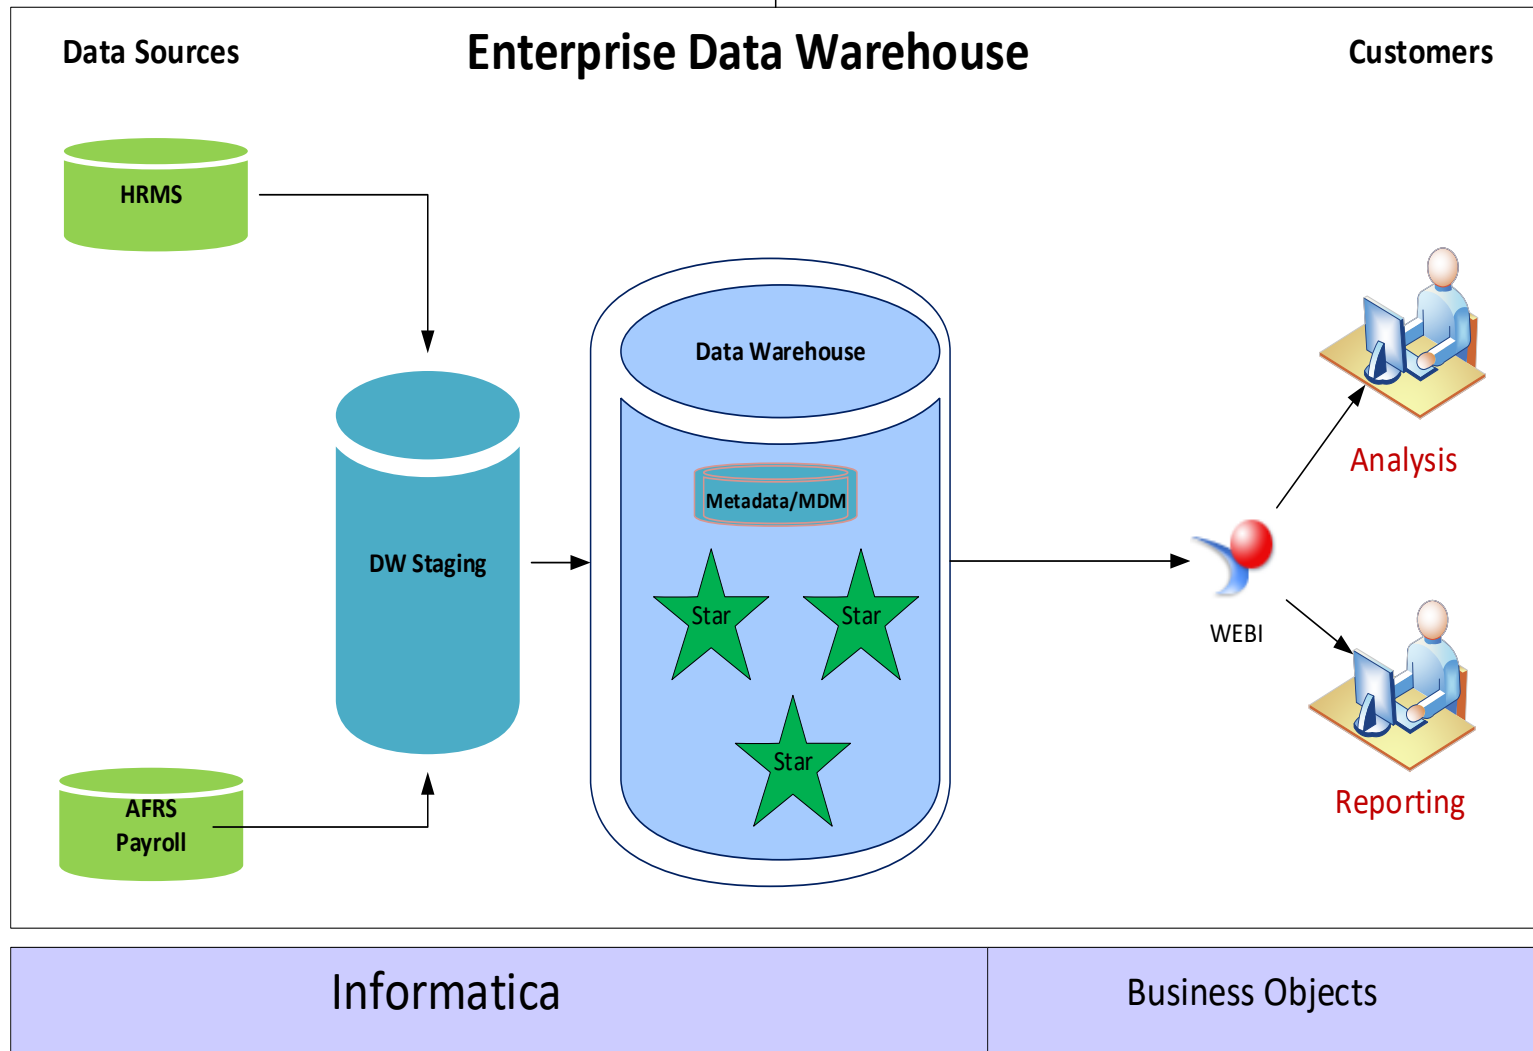 Data Sources
Enterprise Data Warehouse
Customers
HRMS
Data Warehouse
Analysis
Metadata/MDM
DW Staging
Star
Star
WEBI
Star
Reporting
AFRS
Payroll
Informatica
Business Objects